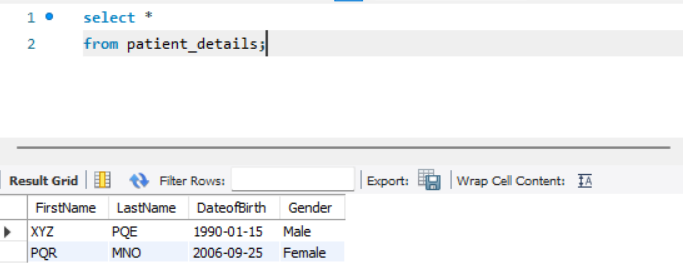 1 select *
2 from patient_details;
Result Grid Filter Rows: Export: Wrap Cell Content: IA
FirstName LastName DateofBirth Gender
XYZ PQE 1990-01-15 Male
PQR MNO 2006-09-25 Female